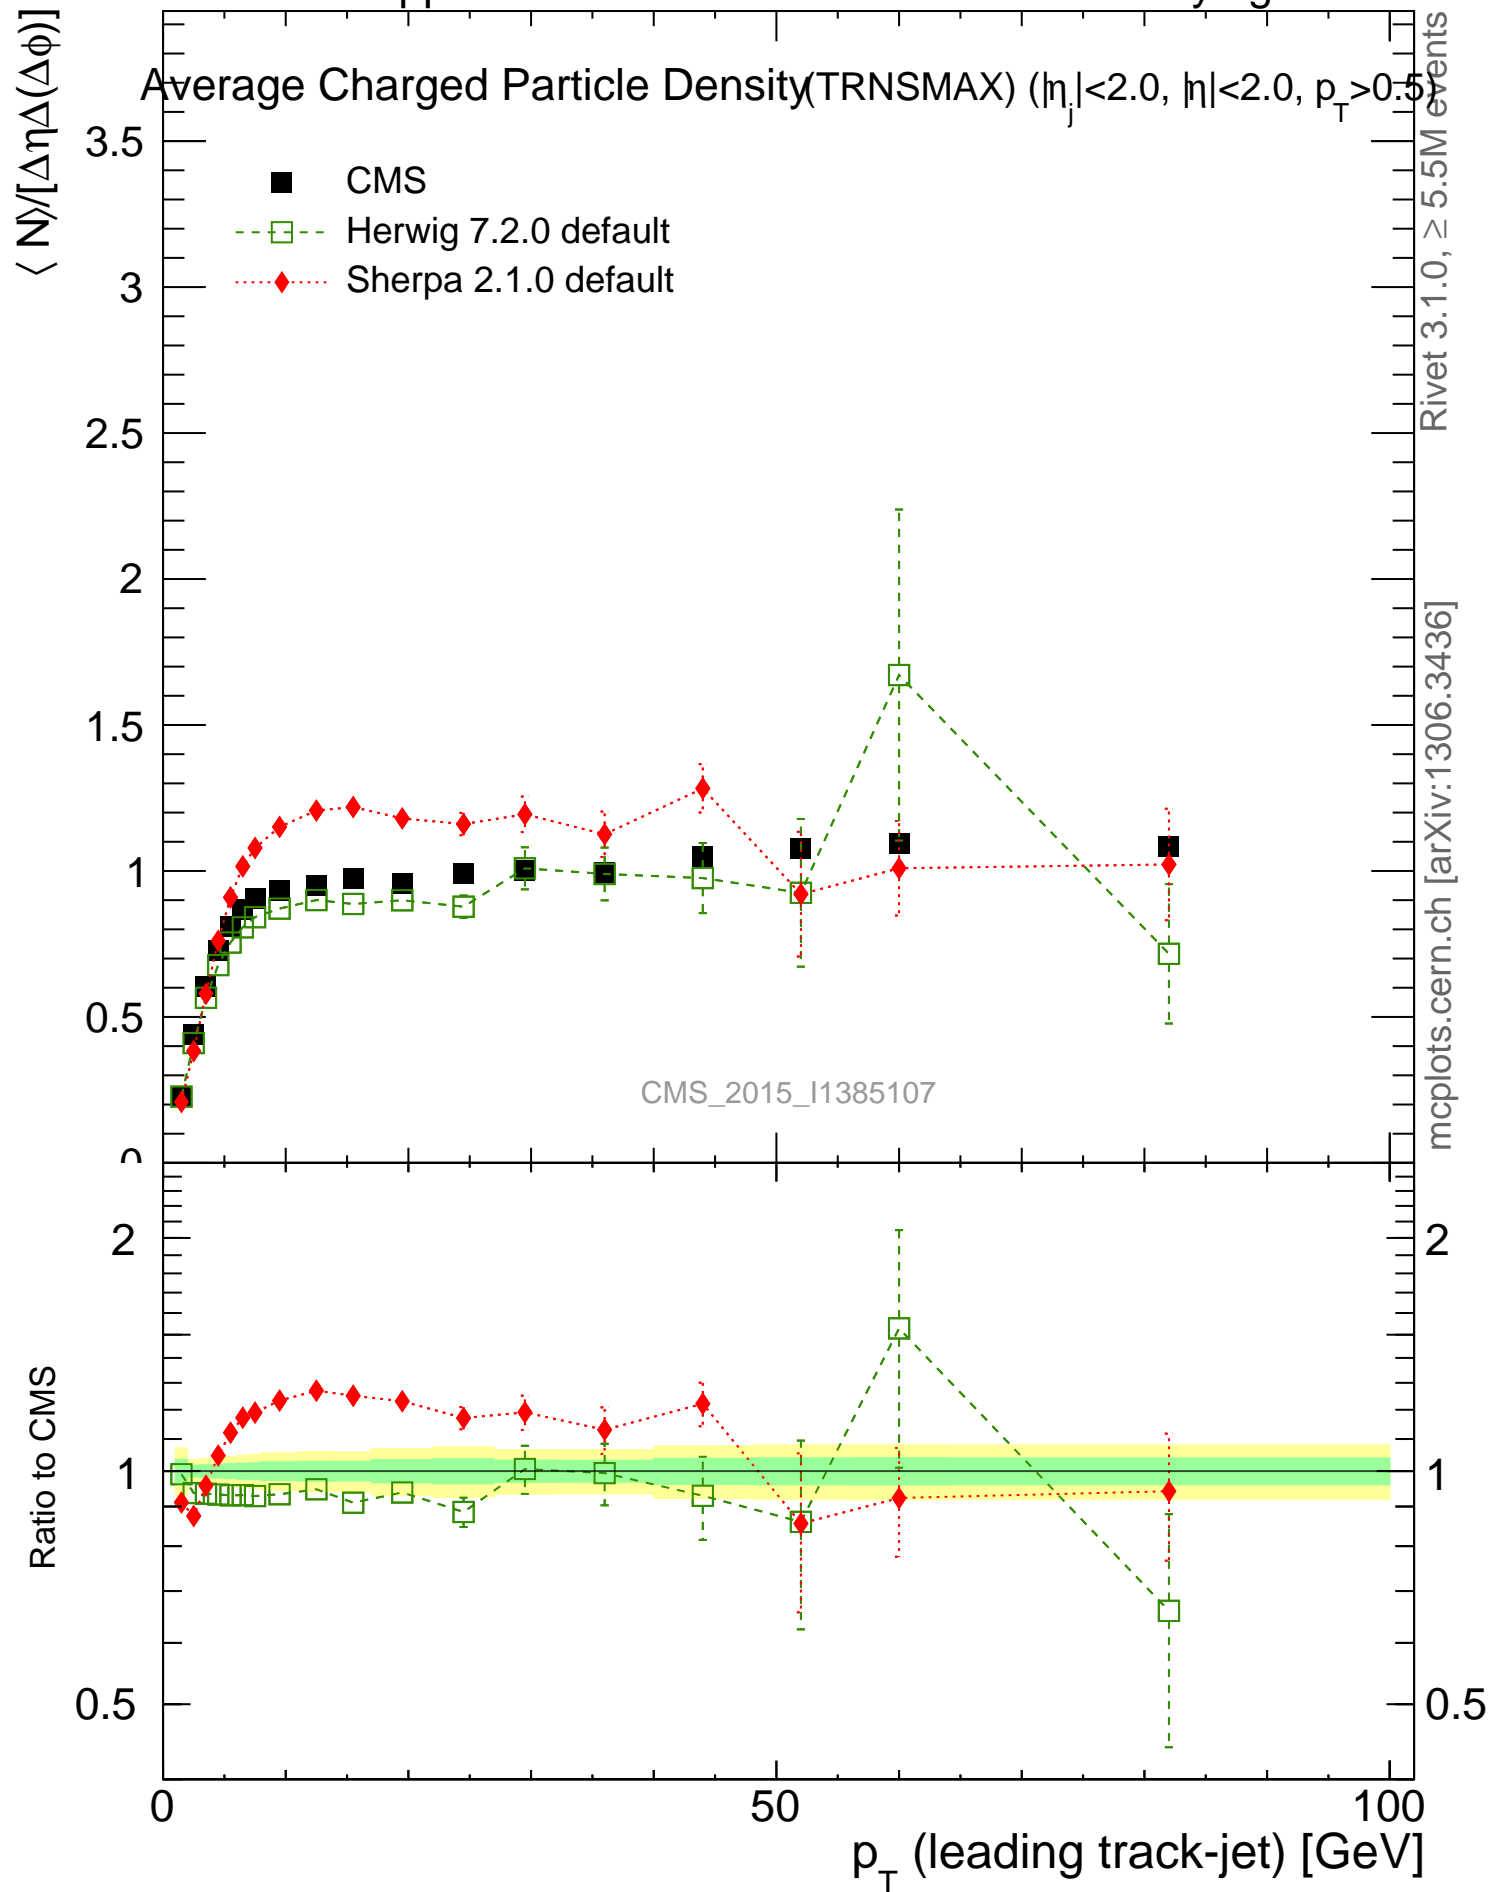 Average Charged Particle Density (TRNSMAX) (|η_j|<2.0, |η|<2.0, p_T>0.5)
⟨ N⟩/[ΔηΔ(Δϕ)]
CMS
Herwig 7.2.0 default
Sherpa 2.1.0 default
3.5
3
2.5
2
1.5
1
0.5
0
CMS_2015_I1385107
Rivet 3.1.0, ≥ 5.5M events
mcplots.cern.ch [arXiv:1306.3436]
Ratio to CMS
2
1
0.5
2
1
0.5
0
50
100
p_T (leading track-jet) [GeV]